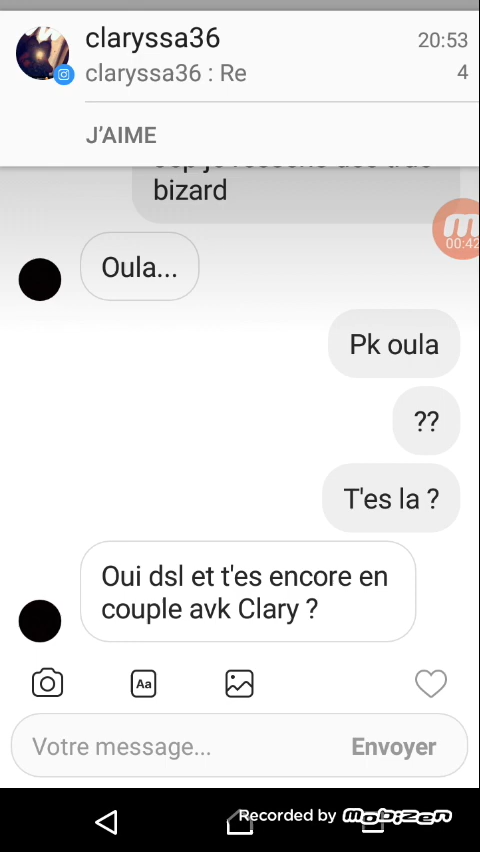 claryssa36
20:53
claryssa36 : Re
4
J'AIME
bizard
Oula...
00:42
Pk oula
??
T'es la ?
Oui dsl et t'es encore en
couple avk Clary ?
Aa
Votre message...
Envoyer
Recorded by Mobizen